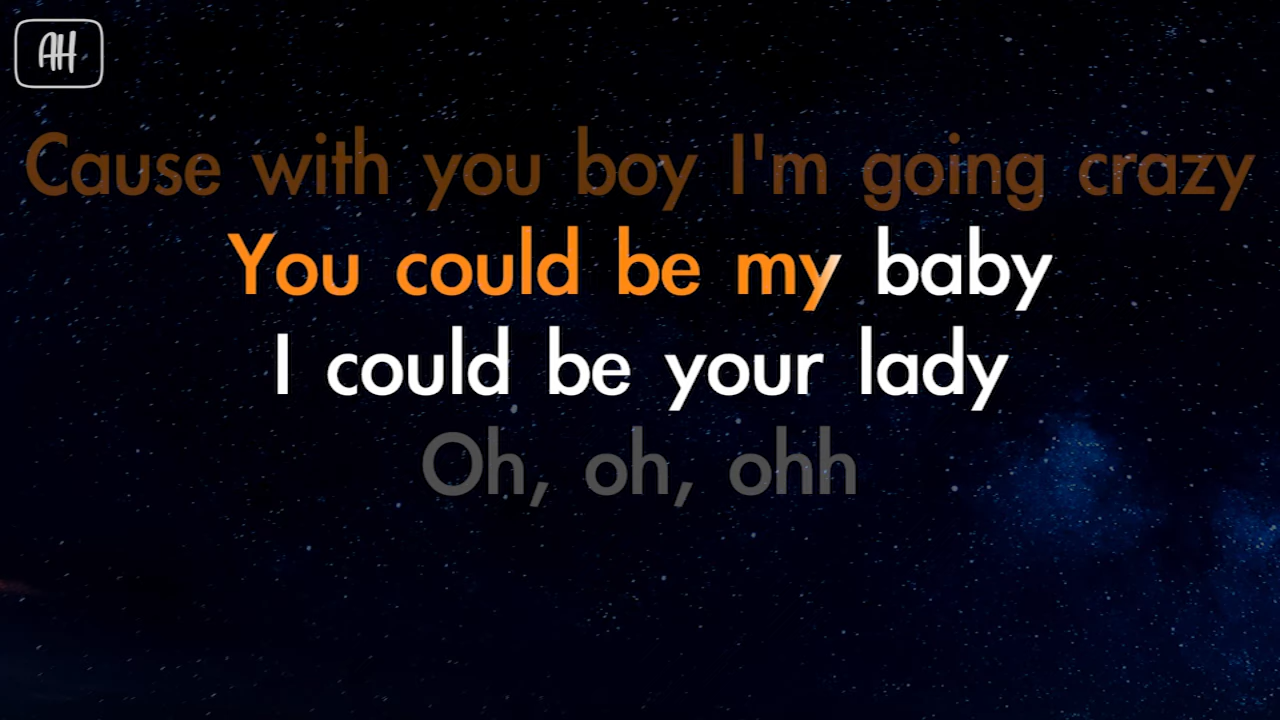 AH
Cause with you boy I'm going crazy
You could be my baby
I could be your lady
Oh, oh, ohh